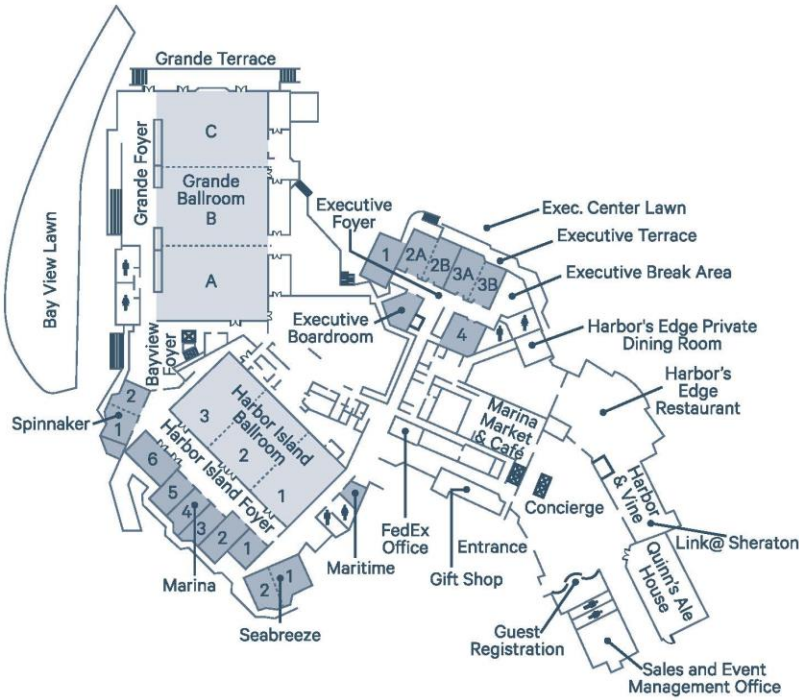 Grande Terrace
Grande Foyer
C
Grande
Ballroom
B
A
Bay View Lawn
Executive
Foyer
Exec. Center Lawn
Executive Terrace
Executive Break Area
1
2A
2B
3A
3B
4
Executive
Boardroom
Harbor's Edge Private
Dining Room
Harbor's
Edge
Restaurant
Bayview
Foyer
Spinnaker
2
1
Harbor Island
Ballroom
3
2
1
Harbor Island Foyer
6
5
4
3
2
1
Marina
Marina
Market
& Café
Concierge
Harbor
& Vine
Link@ Sheraton
Quinn's Ale
House
FedEx
Office
Entrance
Gift Shop
Maritime
1
2
Seabreeze
Guest
Registration
Sales and Event
Management Office